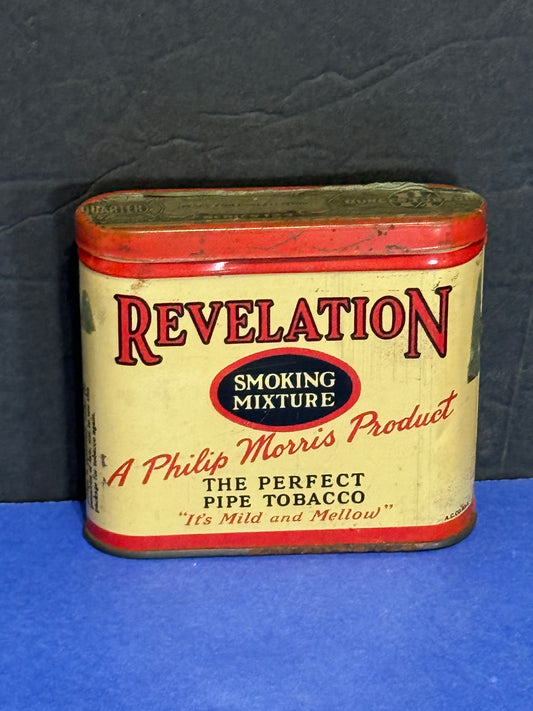 REVELATION
SMOKING
MIXTURE
A Philip Morris Product
THE PERFECT
PIPE TOBACCO
"It's Mild and Mellow"